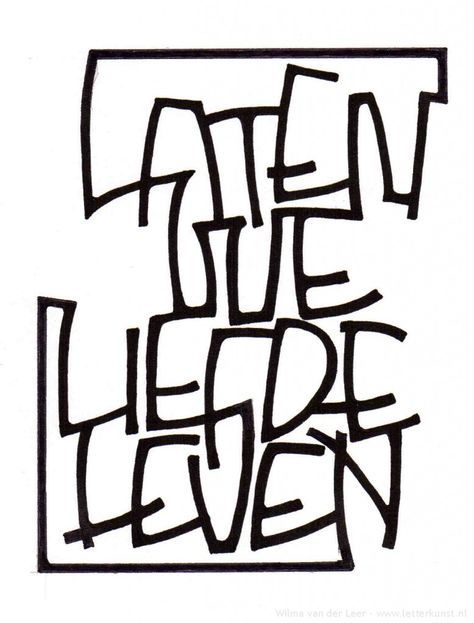 LATEN
WE
LIEFDE
LEVEN
Wilma van der Leer - www.letterkunst.nl